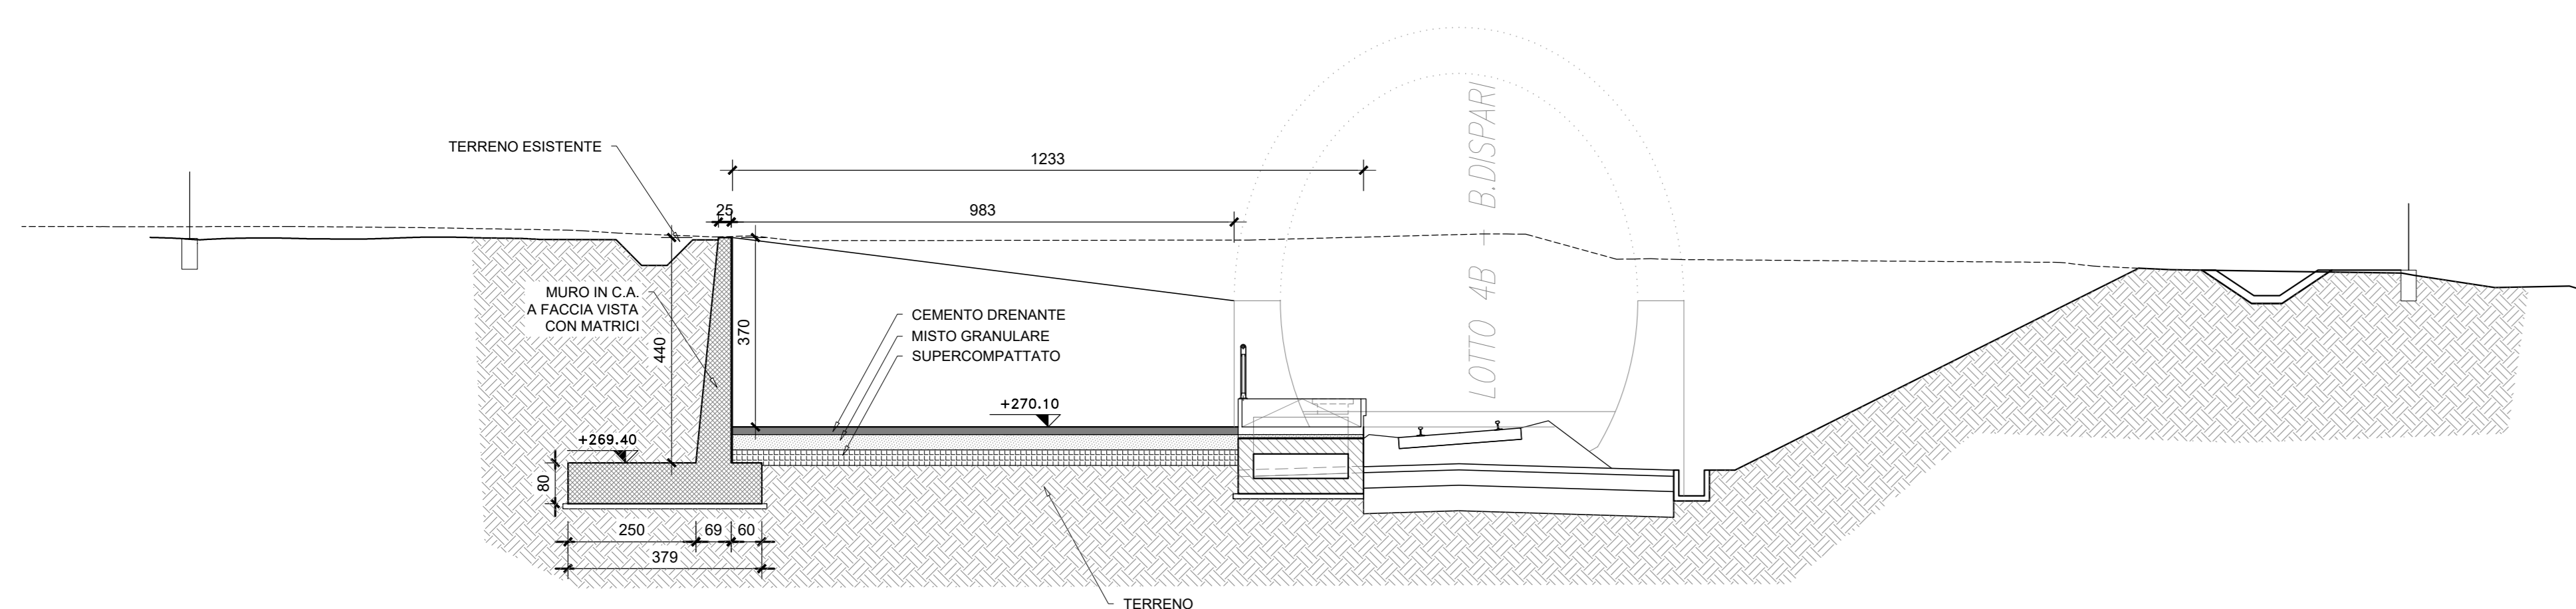 LOTTO 4B - B.DISPARI
TERRENO ESISTENTE
1233
25
983
MURO IN C.A.
A FACCIA VISTA
CON MATRICI
440
370
CEMENTO DRENANTE
MISTO GRANULARE
SUPERCOMPATTATO
+270.10
+269.40
80
250
69
60
379
TERRENO